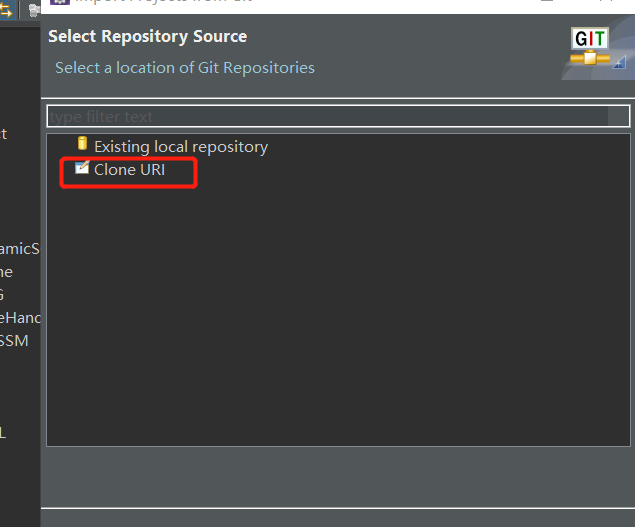 Import Projects from Git
Select Repository Source
Select a location of Git Repositories
GIT
type filter text
Existing local repository
Clone URI
ct
amicS
ne
G
eHand
SSM
L